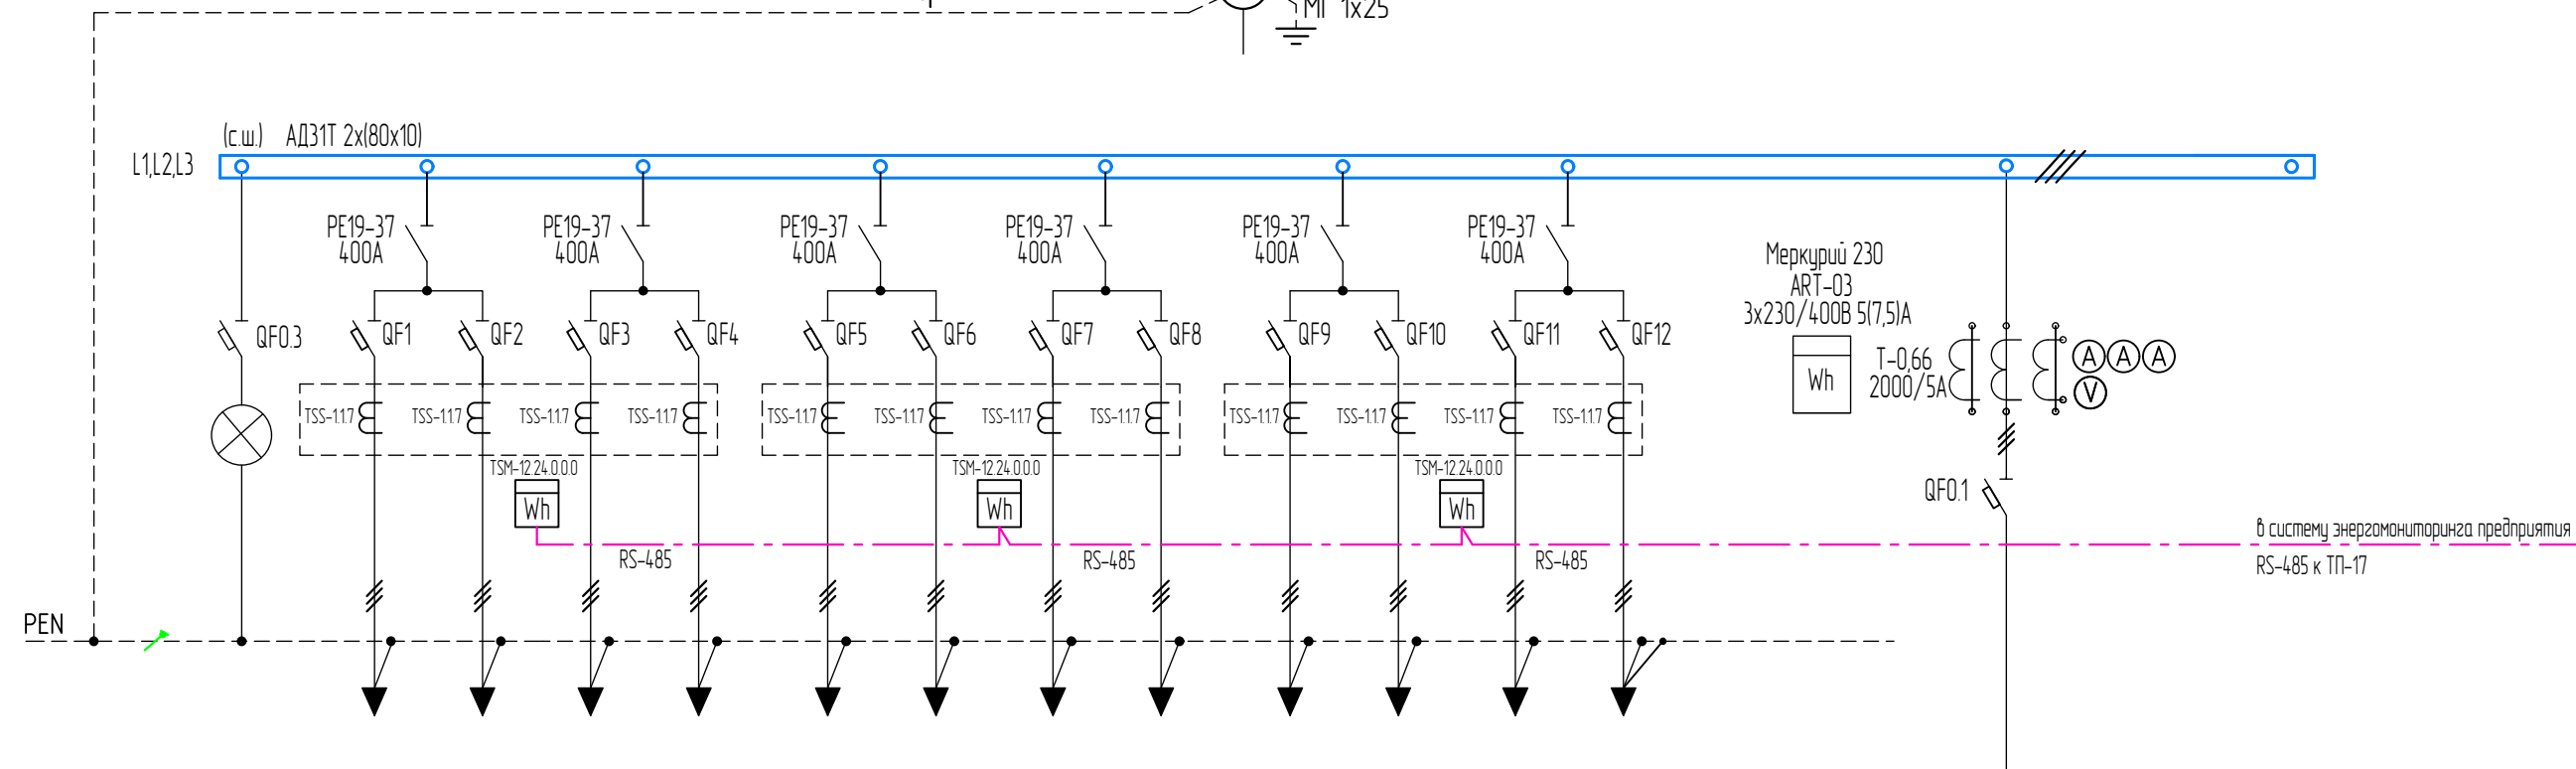 МГ 1х25
(с.ш.) АД31Т 2х(80х10)
L1,L2,L3
РЕ19-37
400А
РЕ19-37
400А
РЕ19-37
400А
РЕ19-37
400А
РЕ19-37
400А
РЕ19-37
400А
Меркурий 230
ART-03
3х230/400В 5(7,5)А
Wh
Т-0,66
2000/5А
A A A
V
QF0.3
QF1
QF2
QF3
QF4
QF5
QF6
QF7
QF8
QF9
QF10
QF11
QF12
TSS-1.1.7
TSS-1.1.7
TSS-1.1.7
TSS-1.1.7
TSS-1.1.7
TSS-1.1.7
TSS-1.1.7
TSS-1.1.7
TSS-1.1.7
TSS-1.1.7
TSS-1.1.7
TSS-1.1.7
TSM-12.24.0.0.0
Wh
TSM-12.24.0.0.0
Wh
TSM-12.24.0.0.0
Wh
QF0.1
RS-485
RS-485
RS-485
в систему энергомониторинга предприятия
RS-485 к ТП-17
PEN